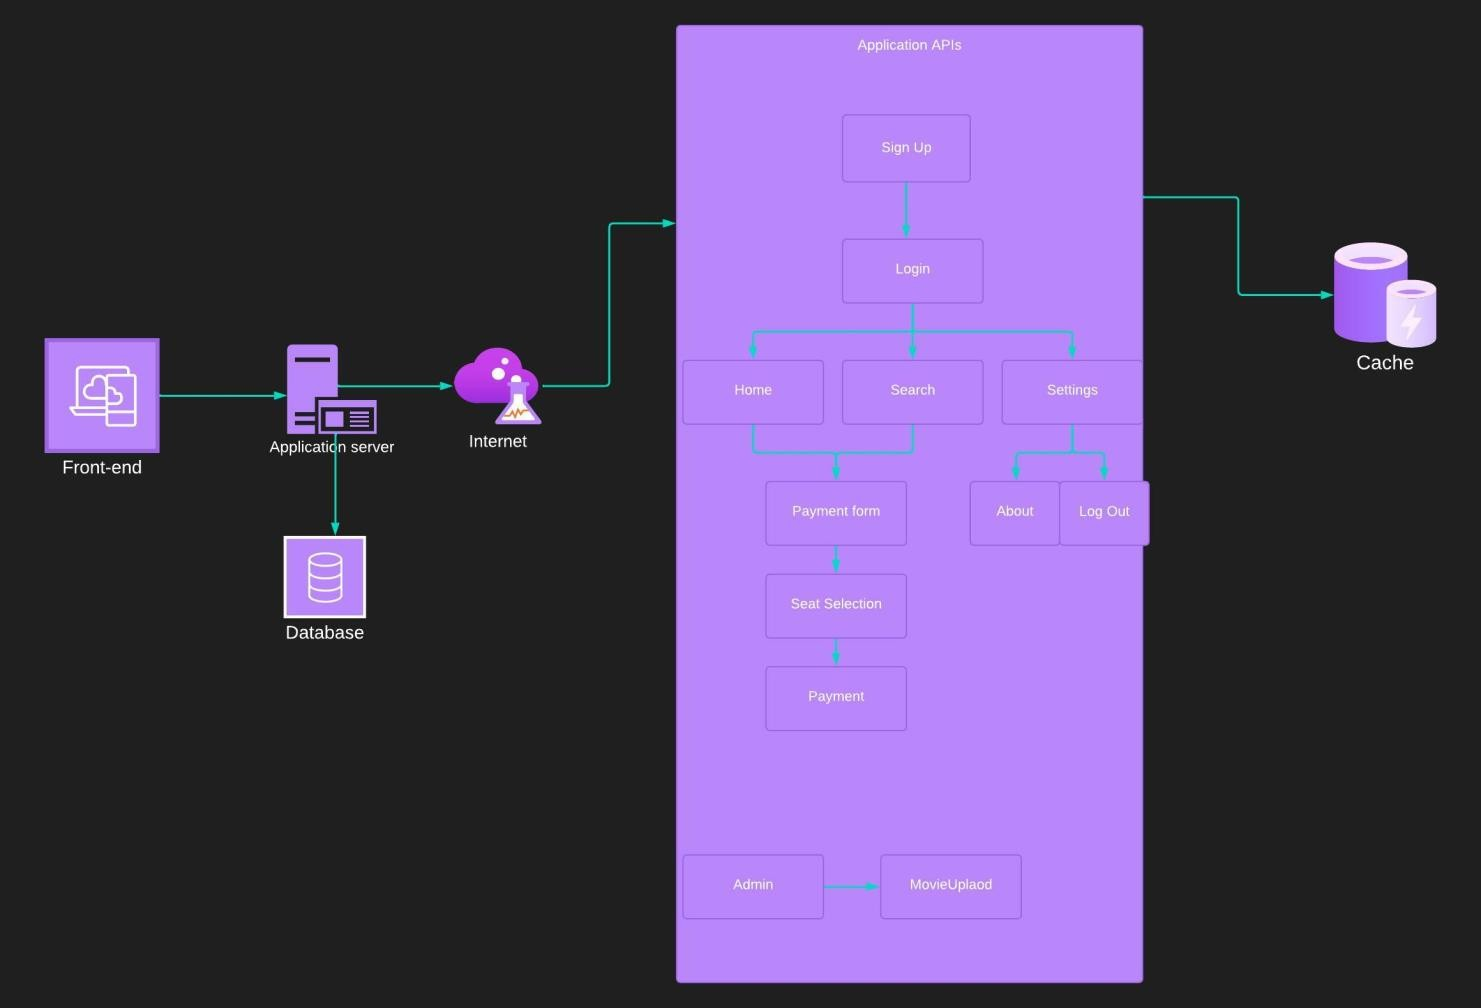 Application APIs
Sign Up
Login
Home
Search
Settings
Payment form
About
Log Out
Seat Selection
Payment
Admin
MovieUplaod
Front-end
Application server
Internet
Database
Cache